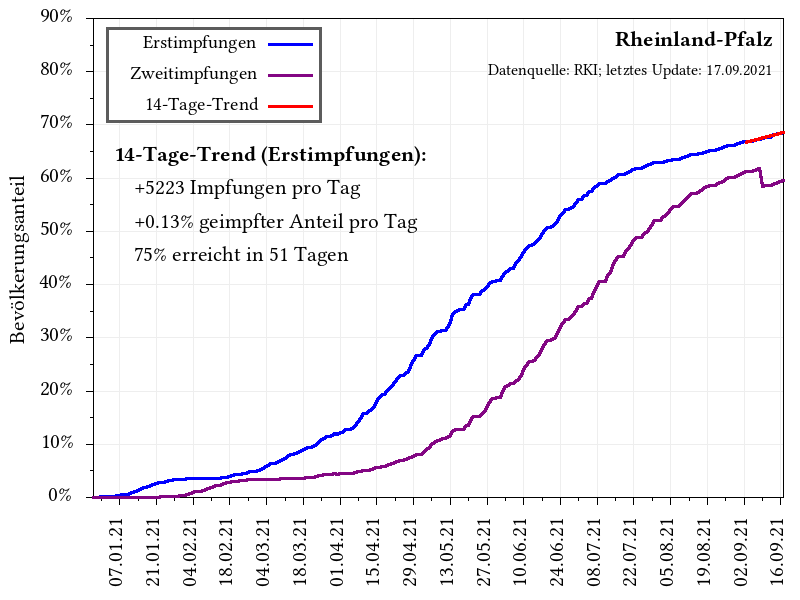 Rheinland-Pfalz
Datenquelle: RKI; letztes Update: 17.09.2021
Erstimpfungen
Zweitimpfungen
14-Tage-Trend
14-Tage-Trend (Erstimpfungen):
+5223 Impfungen pro Tag
+0.13% geimpfter Anteil pro Tag
75% erreicht in 51 Tagen
Bevölkerungsanteil
90%
80%
70%
60%
50%
40%
30%
20%
10%
0%
07.01.21
21.01.21
04.02.21
18.02.21
04.03.21
18.03.21
01.04.21
15.04.21
29.04.21
13.05.21
27.05.21
10.06.21
24.06.21
08.07.21
22.07.21
05.08.21
19.08.21
02.09.21
16.09.21